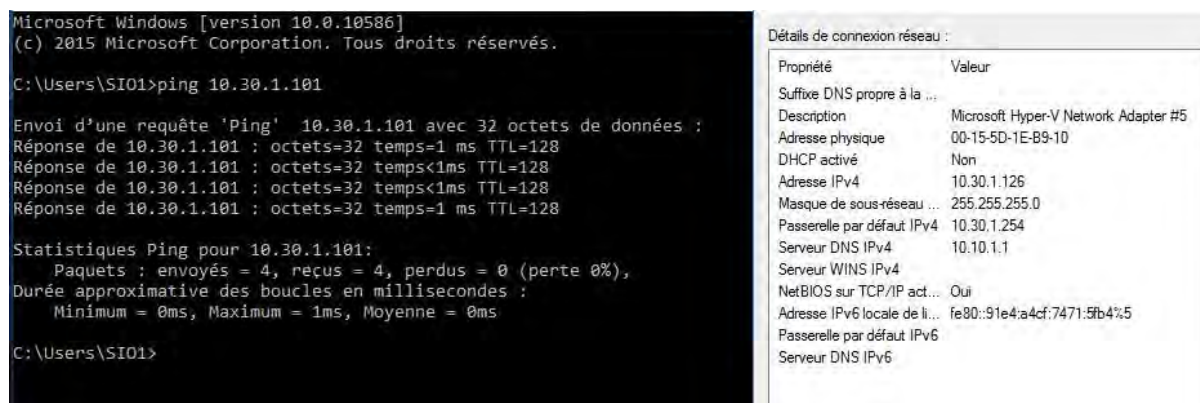 Microsoft Windows [version 10.0.10586]
(c) 2015 Microsoft Corporation. Tous droits réservés.
C:\Users\SIO1>ping 10.30.1.101
Envoi d’une requête 'Ping'  10.30.1.101 avec 32 octets de données :
Réponse de 10.30.1.101 : octets=32 temps=1 ms TTL=128
Réponse de 10.30.1.101 : octets=32 temps<1ms TTL=128
Réponse de 10.30.1.101 : octets=32 temps<1ms TTL=128
Réponse de 10.30.1.101 : octets=32 temps=1 ms TTL=128
Statistiques Ping pour 10.30.1.101:
Paquets : envoyés = 4, reçus = 4, perdus = 0 (perte 0%),
Durée approximative des boucles en millisecondes :
Minimum = 0ms, Maximum = 1ms, Moyenne = 0ms
C:\Users\SIO1>
Détails de connexion réseau :
Propriété Valeur
Suffixe DNS propre à la ...
Description Microsoft Hyper-V Network Adapter #5
Adresse physique 00-15-5D-1E-B9-10
DHCP activé Non
Adresse IPv4 10.30.1.126
Masque de sous-réseau ... 255.255.255.0
Passerelle par défaut IPv4 10.30.1.254
Serveur DNS IPv4 10.10.1.1
Serveur WINS IPv4
NetBIOS sur TCP/IP act... Oui
Adresse IPv6 locale de li... fe80::91e4:a4cf:7471:5fb4%5
Passerelle par défaut IPv6
Serveur DNS IPv6